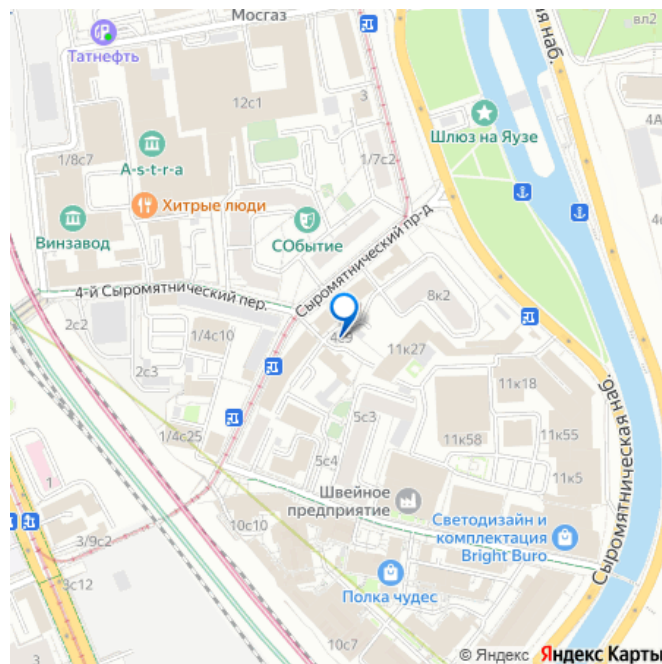 Мосгаз
Татнефть
вл2
ая наб.
12с1
3
4А
Шлюз на Яузе
1/7с2
1/8с7
A-s-t-r-a
Хитрые люди
Винзавод
СОбытие
Сыромятнический пр-д
4-й Сыромятнический пер.
8к2
2с2
1/4с10
11к27
2с3
11к18
5с3
11к58
11к55
1/4с25
5с4
11к5
1
Швейное
предприятие
Сыромятническая наб.
10с10
Светодизайн и
комплектация
Bright Buro
3/9с2
3с12
Полка чудес
10с7
3
© Яндекс Яндекс Карты